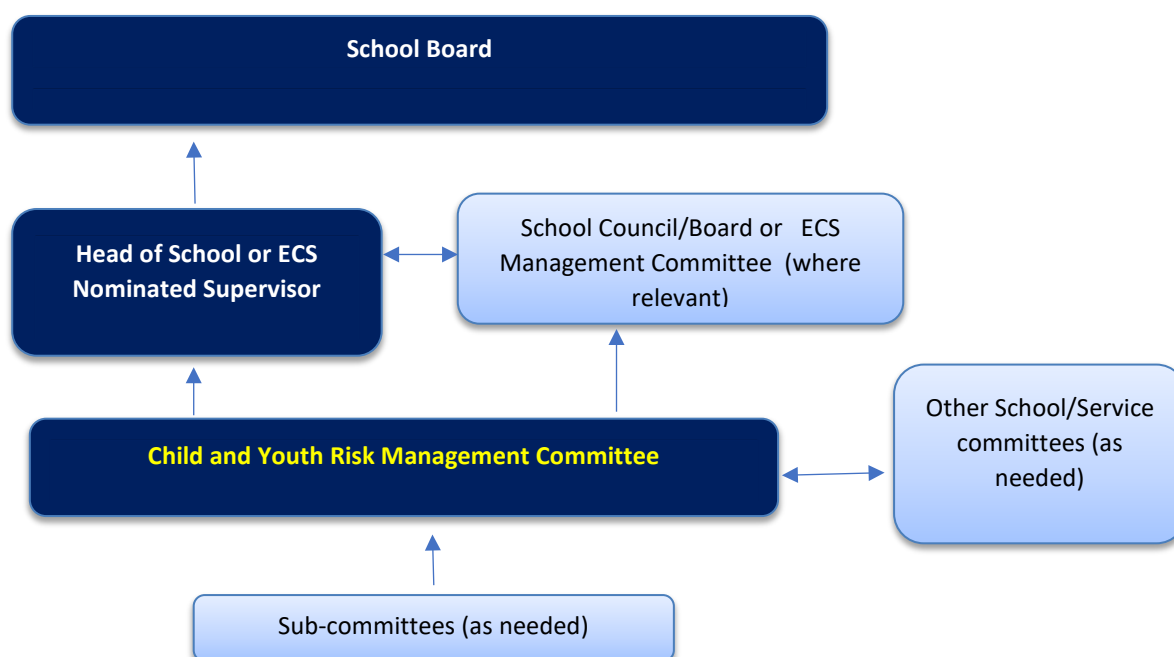 School Board
Head of School or ECS
Nominated Supervisor
School Council/Board or ECS
Management Committee (where
relevant)
Child and Youth Risk Management Committee
Other School/Service
committees (as
needed)
Sub-committees (as needed)